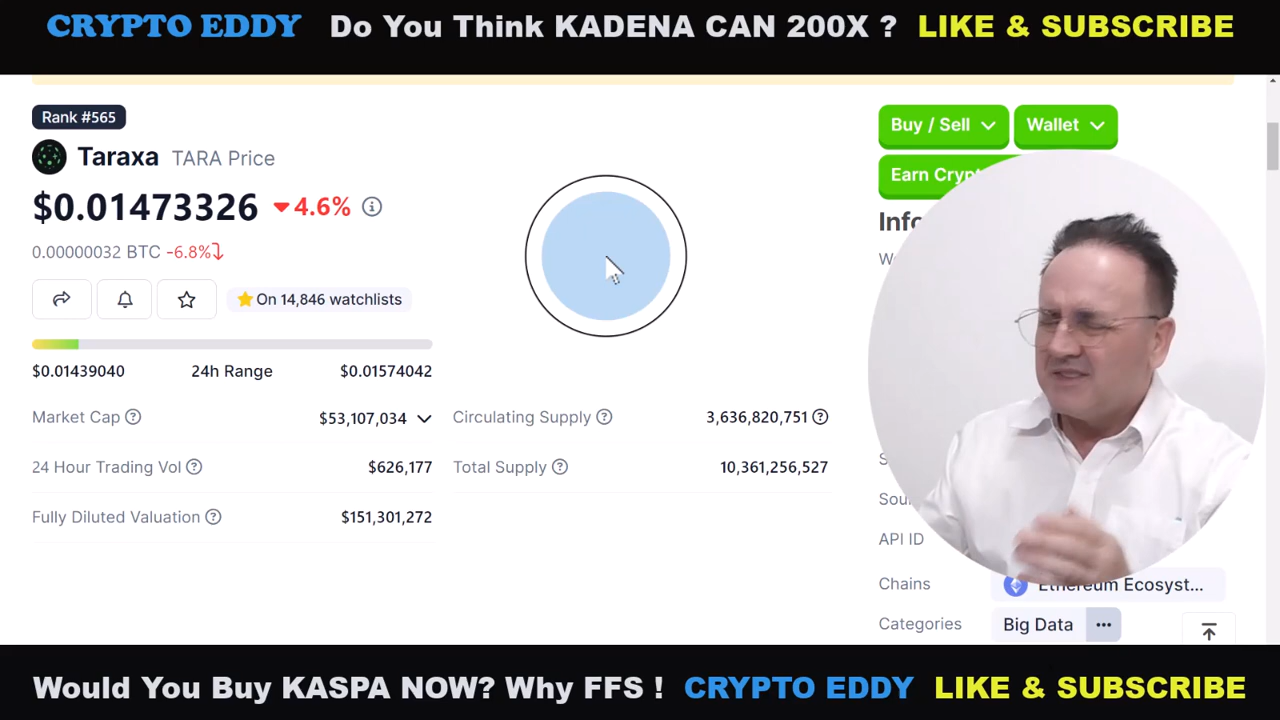 CRYPTO EDDY Do You Think KADENA CAN 200X ? LIKE & SUBSCRIBE
Rank #565
Taraxa TARA Price
$0.01473326 4.6%
0.00000032 BTC -6.8%
On 14,846 watchlists
$0.01439040 24h Range $0.01574042
Market Cap $53,107,034
24 Hour Trading Vol $626,177
Fully Diluted Valuation $151,301,272
Circulating Supply 3,636,820,751
Total Supply 10,361,256,527
Buy / Sell Wallet
Earn
API ID
Chains Ethereum Ecosyst...
Categories Big Data ...
Would You Buy KASPA NOW? Why FFS ! CRYPTO EDDY LIKE & SUBSCRIBE